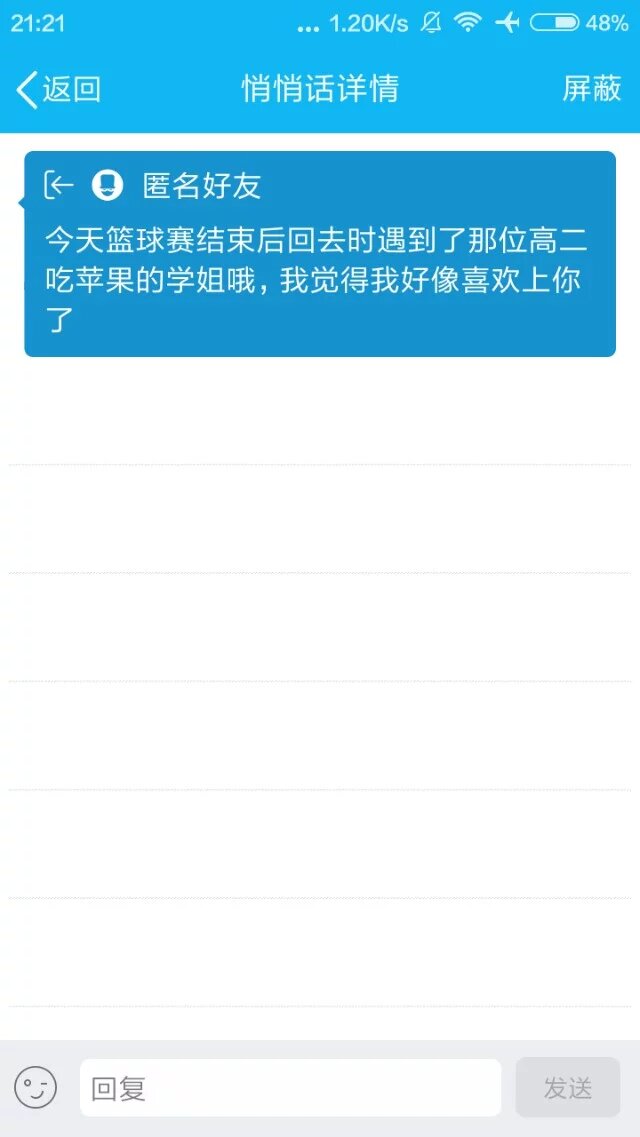 21:21 ... 1.20K/s 48%
返回 悄悄话详情 屏蔽
匿名好友
今天篮球赛结束后回去时遇到了那位高二
吃苹果的学姐哦，我觉得我好像喜欢上你
了
回复 发送